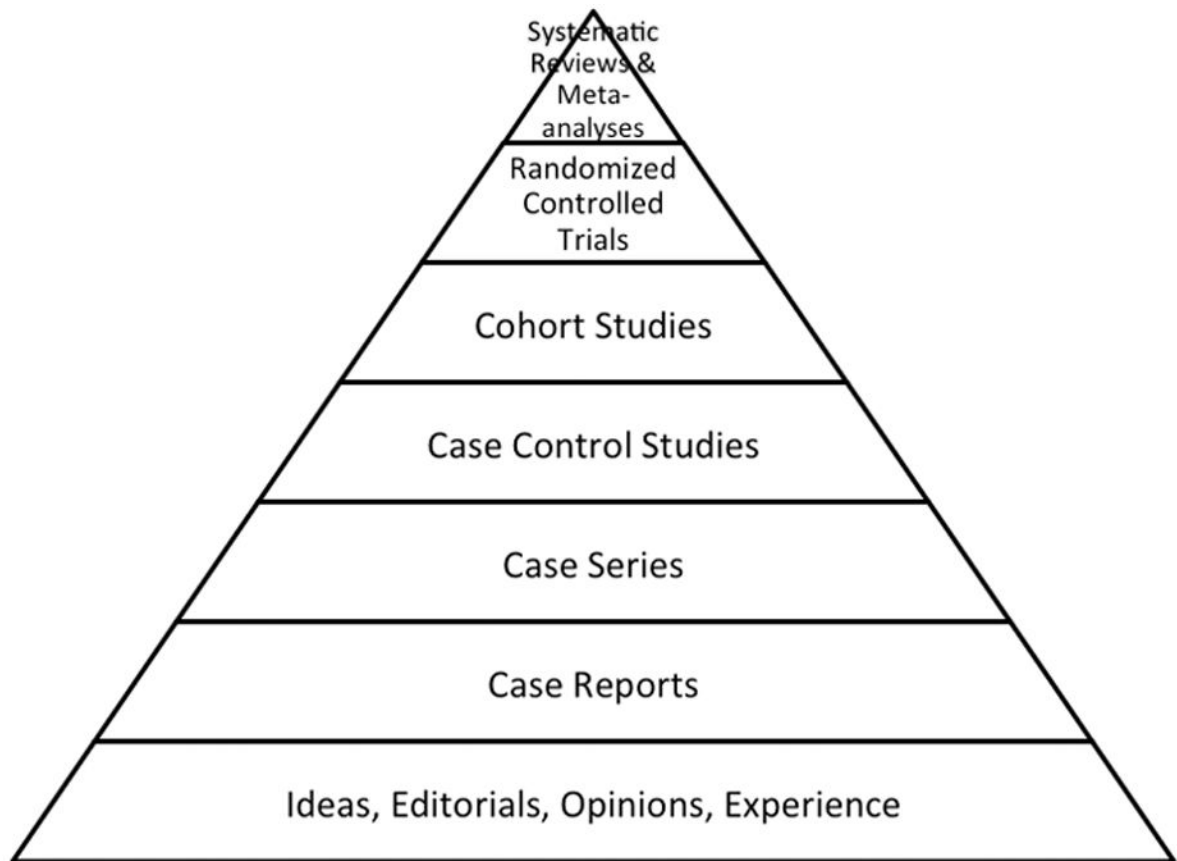 Systematic
Reviews &
Meta-
analyses
Randomized
Controlled
Trials
Cohort Studies
Case Control Studies
Case Series
Case Reports
Ideas, Editorials, Opinions, Experience